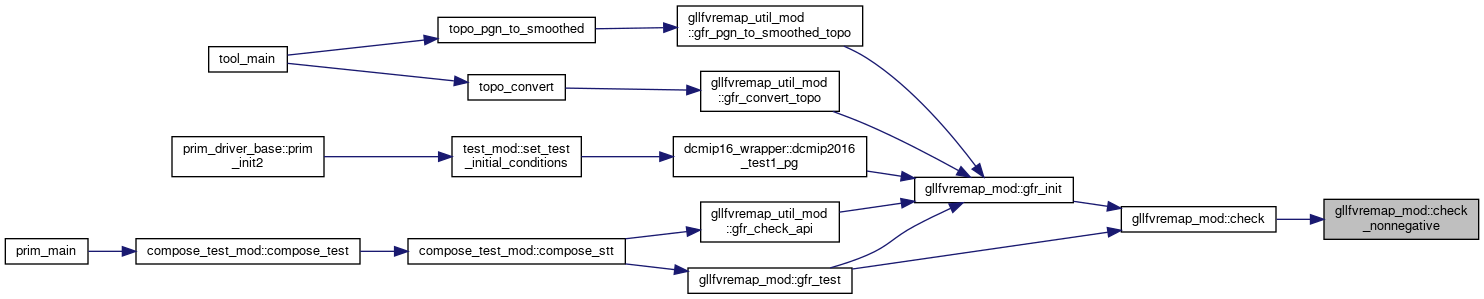 gllfvremap_util_mod
::gfr_pgn_to_smoothed_topo
topo_pgn_to_smoothed
tool_main
topo_convert
gllfvremap_util_mod
::gfr_convert_topo
prim_driver_base::prim
_init2
test_mod::set_test
_initial_conditions
dcmip16_wrapper::dcmip2016
_test1_pg
gllfvremap_mod::gfr_init
gllfvremap_mod::check
_nonnegative
gllfvremap_mod::check
gllfvremap_util_mod
::gfr_check_api
prim_main
compose_test_mod::compose_test
compose_test_mod::compose_stt
gllfvremap_mod::gfr_test